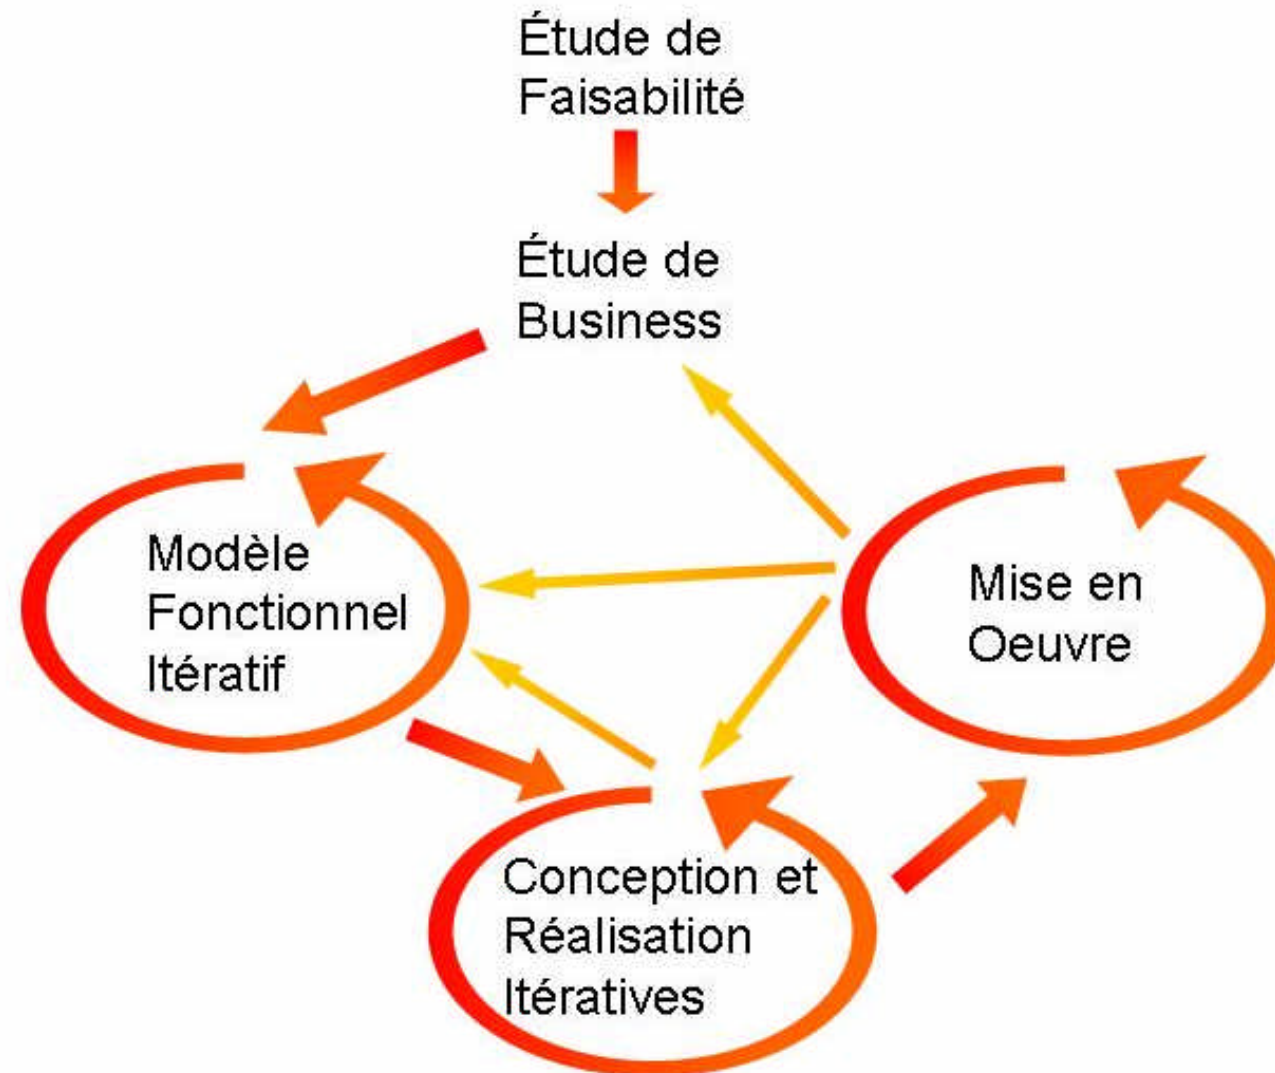 Étude de
Faisabilité
Étude de
Business
Modèle
Fonctionnel
Itératif
Mise en
Oeuvre
Conception et
Réalisation
Itératives